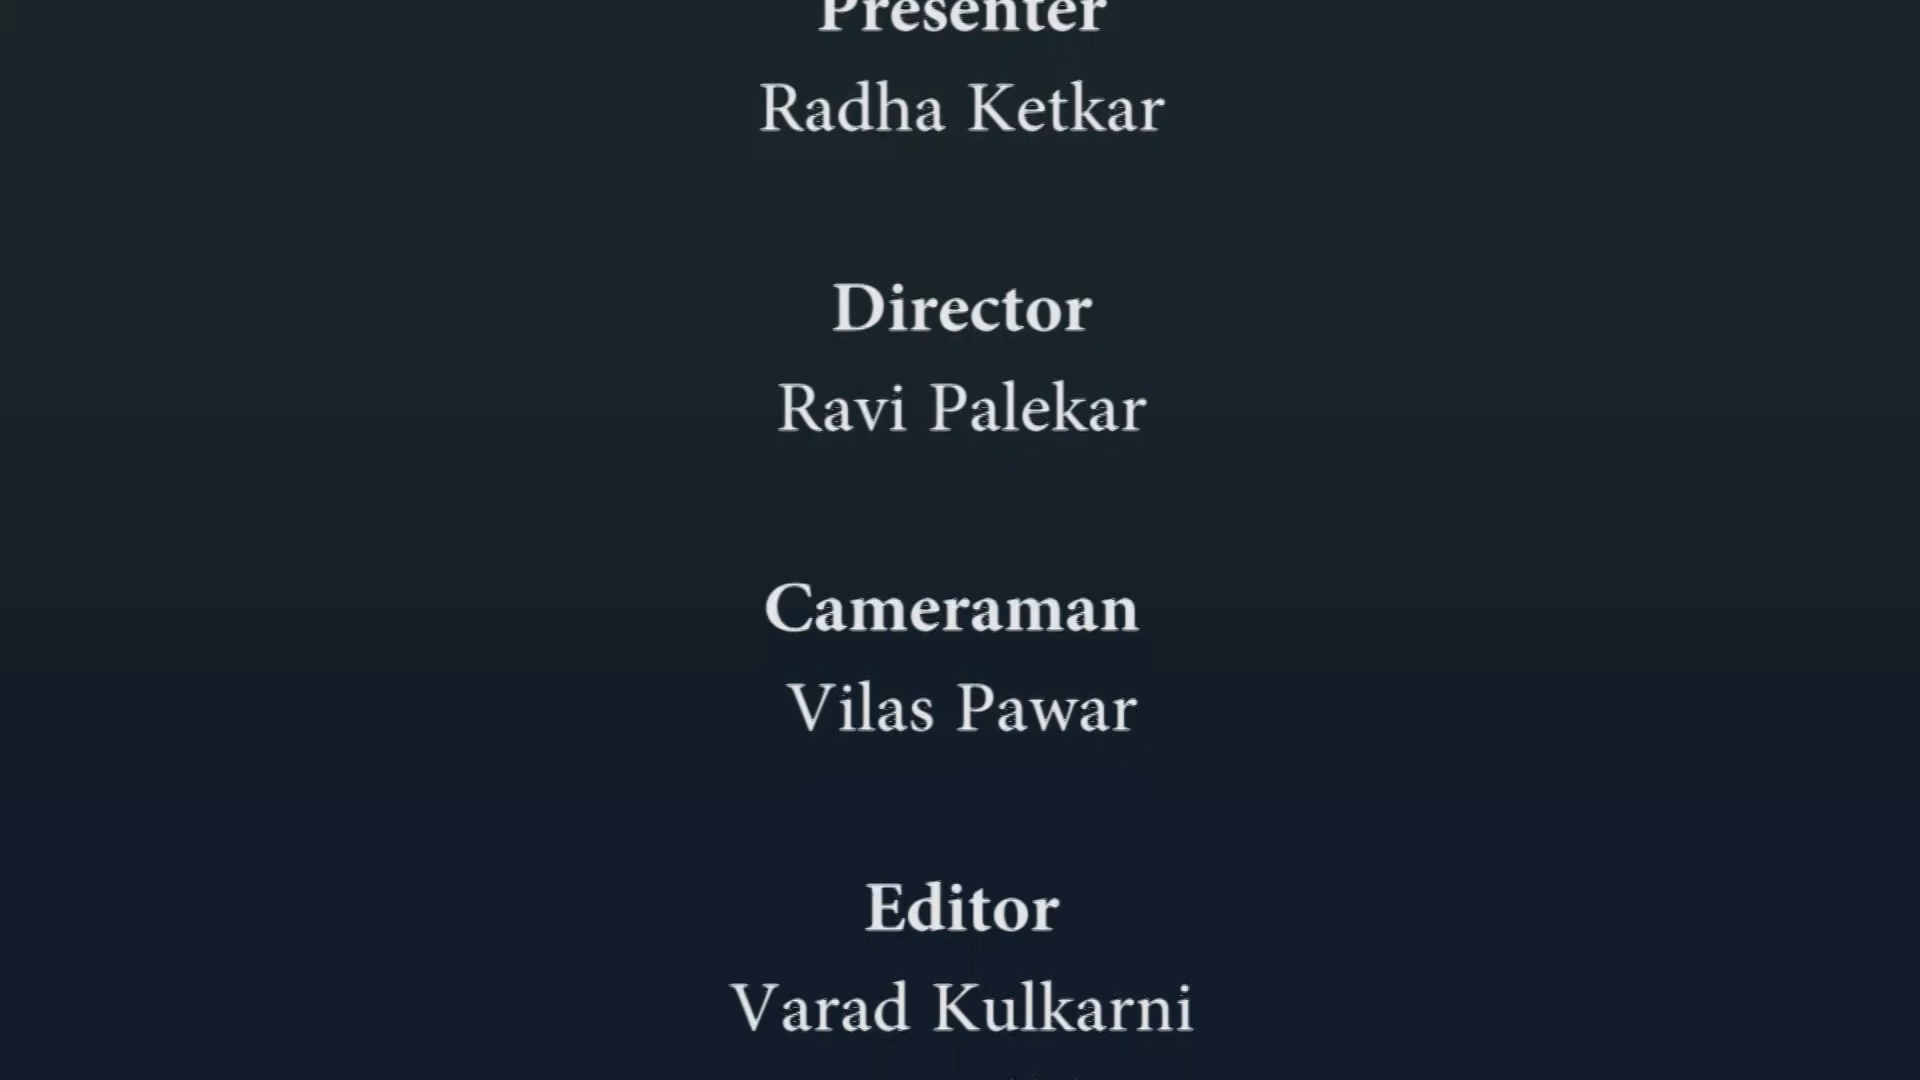 Presenter
Radha Ketkar
Director
Ravi Palekar
Cameraman
Vilas Pawar
Editor
Varad Kulkarni